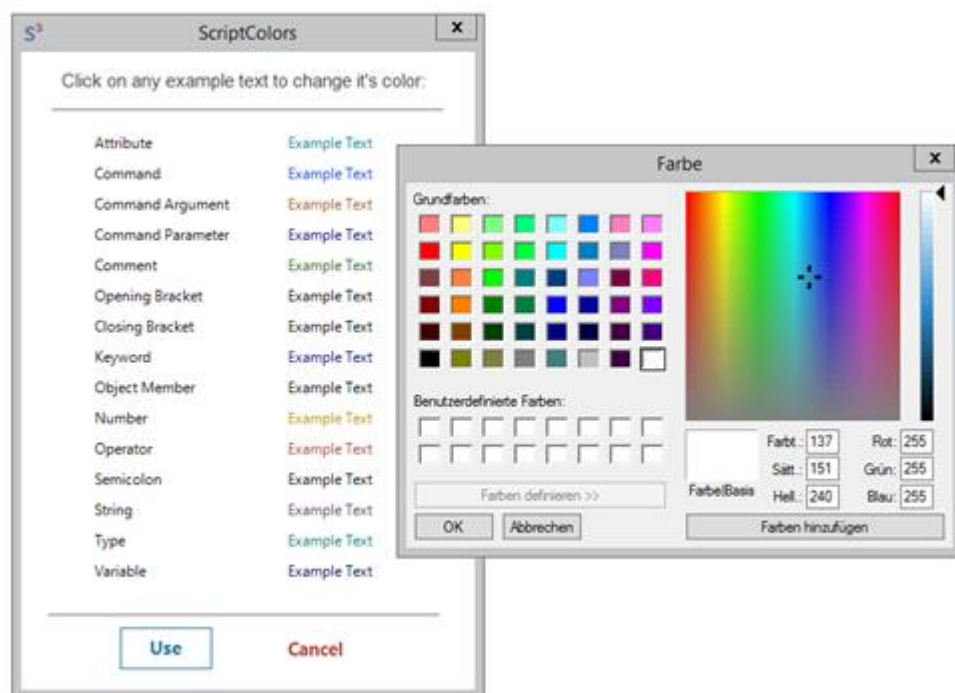 S³ ScriptColors x
Click on any example text to change it's color:
Attribute Example Text
Command Example Text
Command Argument Example Text
Command Parameter Example Text
Comment Example Text
Opening Bracket Example Text
Closing Bracket Example Text
Keyword Example Text
Object Member Example Text
Number Example Text
Operator Example Text
Semicolon Example Text
String Example Text
Type Example Text
Variable Example Text
Use Cancel
Farbe x
Grundfarben:
Benutzerdefinierte Farben:
Farben definieren >>
OK Abbrechen
Farbe|Basis
Farbt.: 137 Rot: 255
Sätt.: 151 Grün: 255
Hell.: 240 Blau: 255
Farben hinzufügen